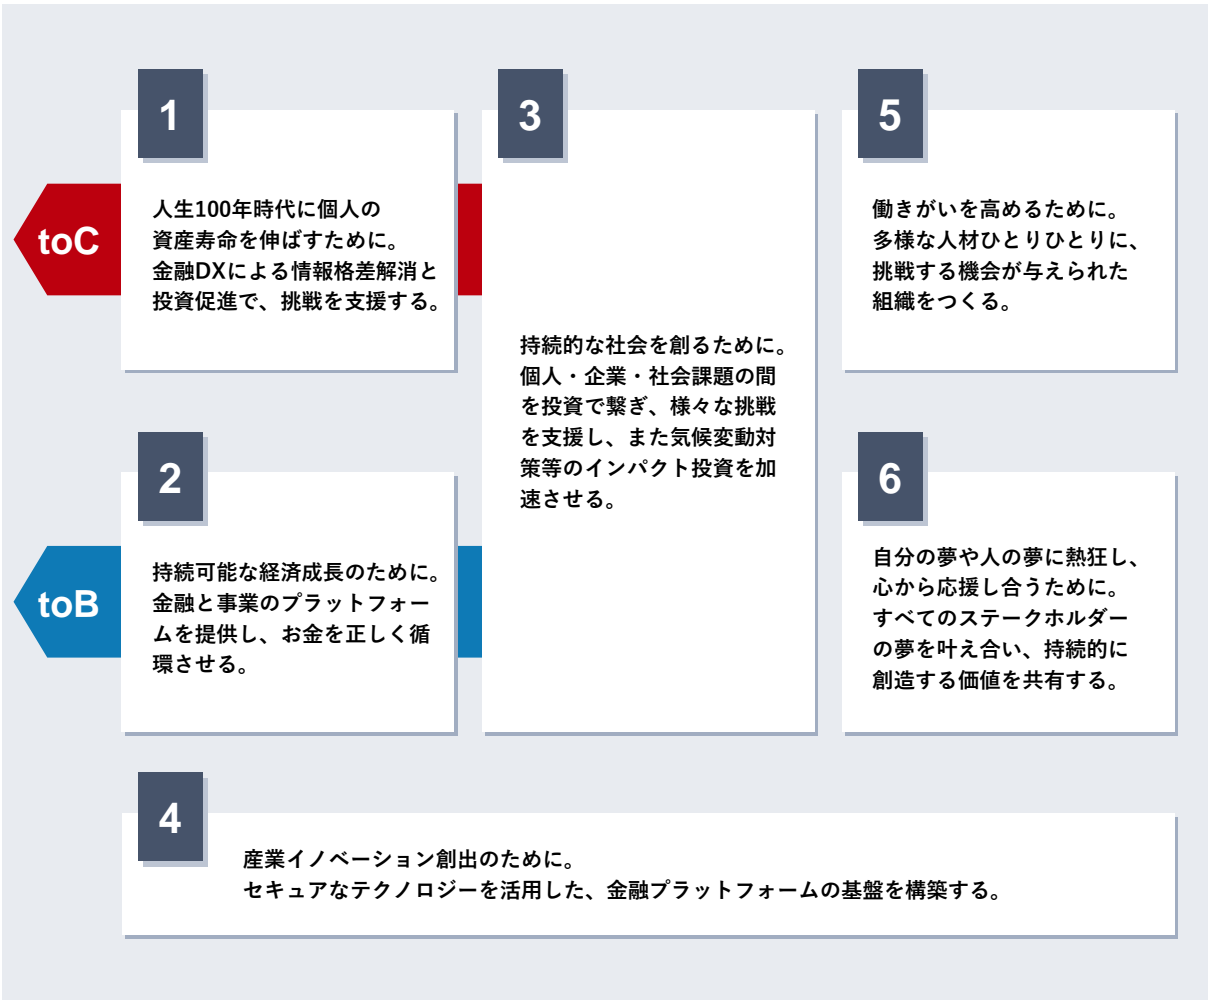 1
toC
人生100年時代に個人の
資産寿命を伸ばすために。
金融DXによる情報格差解消と
投資促進で、挑戦を支援する。
2
toB
持続可能な経済成長のために。
金融と事業のプラットフォー
ムを提供し、お金を正しく循
環させる。
3
持続的な社会を創るために。
個人・企業・社会課題の間
を投資で繋ぎ、様々な挑戦
を支援し、また気候変動対
策等のインパクト投資を加
速させる。
4
産業イノベーション創出のために。
セキュアなテクノロジーを活用した、金融プラットフォームの基盤を構築する。
5
働きがいを高めるために。
多様な人材ひとりひとりに、
挑戦する機会が与えられた
組織をつくる。
6
自分の夢や人の夢に熱狂し、
心から応援し合うために。
すべてのステークホルダー
の夢を叶え合い、持続的に
創造する価値を共有する。